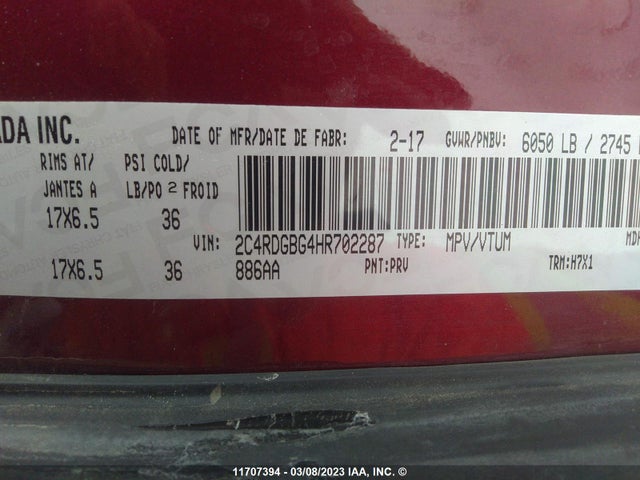 ADA INC.
DATE OF MFR/DATE DE FABR: 2-17 GVWR/PNBV: 6050 LB / 2745
RIMS AT/ PSI COLD/
JANTES A LB/PO 2 FROID
17X6.5 36
VIN: 2C4RDGBG4HR702287 TYPE: MPV/VTUM MDH
17X6.5 36 886AA PNT:PRV TRM:H7X1
11707394 - 03/08/2023 IAA, INC. ©